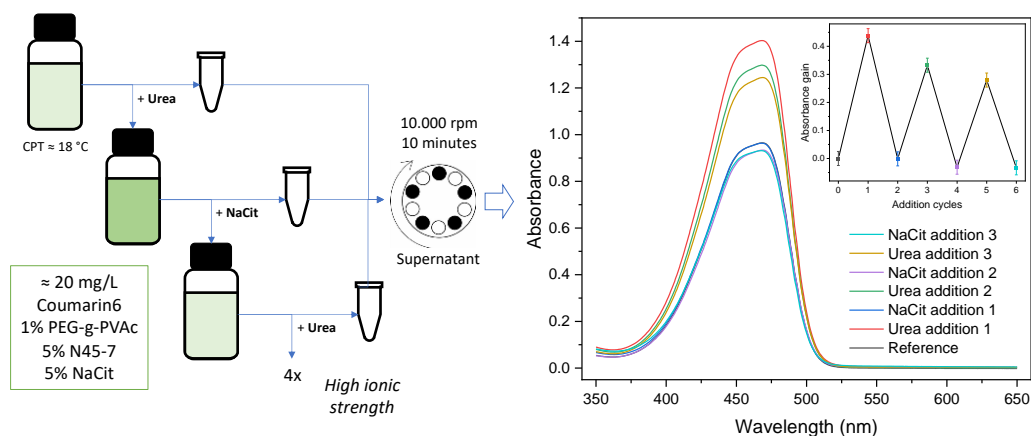 + Urea
CPT ≈ 18 °C
+ NaCit
+ Urea
4x
≈ 20 mg/L
Coumarin6
1% PEG-g-PVAc
5% N45-7
5% NaCit
High ionic
strength
10.000 rpm
10 minutes
Supernatant
Absorbance
1.4
1.2
1.0
0.8
0.6
0.4
0.2
0.0
350
400
450
500
550
600
650
Wavelength (nm)
Absorbance gain
0.4
0.3
0.2
0.1
0.0
0
1
2
3
4
5
6
Addition cycles
NaCit addition 3
Urea addition 3
NaCit addition 2
Urea addition 2
NaCit addition 1
Urea addition 1
Reference